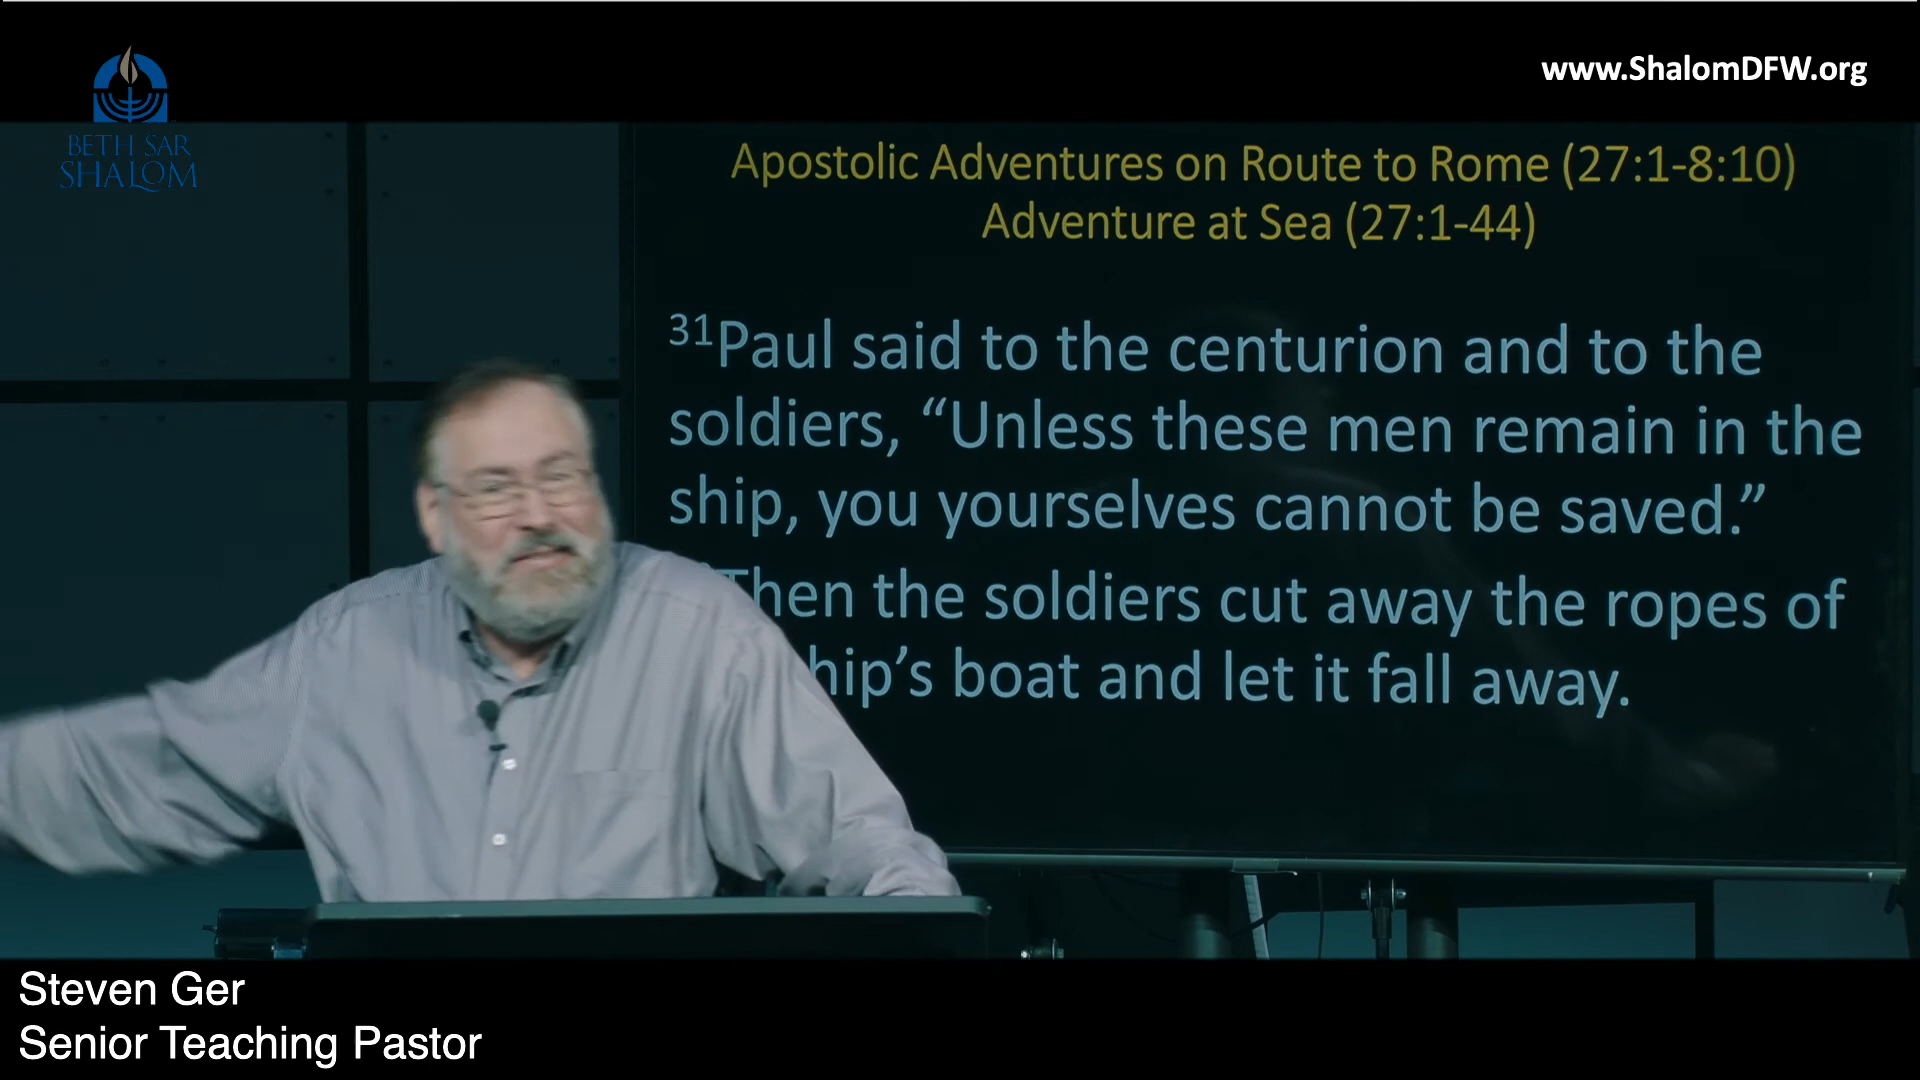 www.ShalomDFW.org
BETH SAR
SHALOM
Apostolic Adventures on Route to Rome (27:1-8:10)
Adventure at Sea (27:1-44)
31Paul said to the centurion and to the
soldiers, “Unless these men remain in the
ship, you yourselves cannot be saved.”
Then the soldiers cut away the ropes of
hip’s boat and let it fall away.
Steven Ger
Senior Teaching Pastor